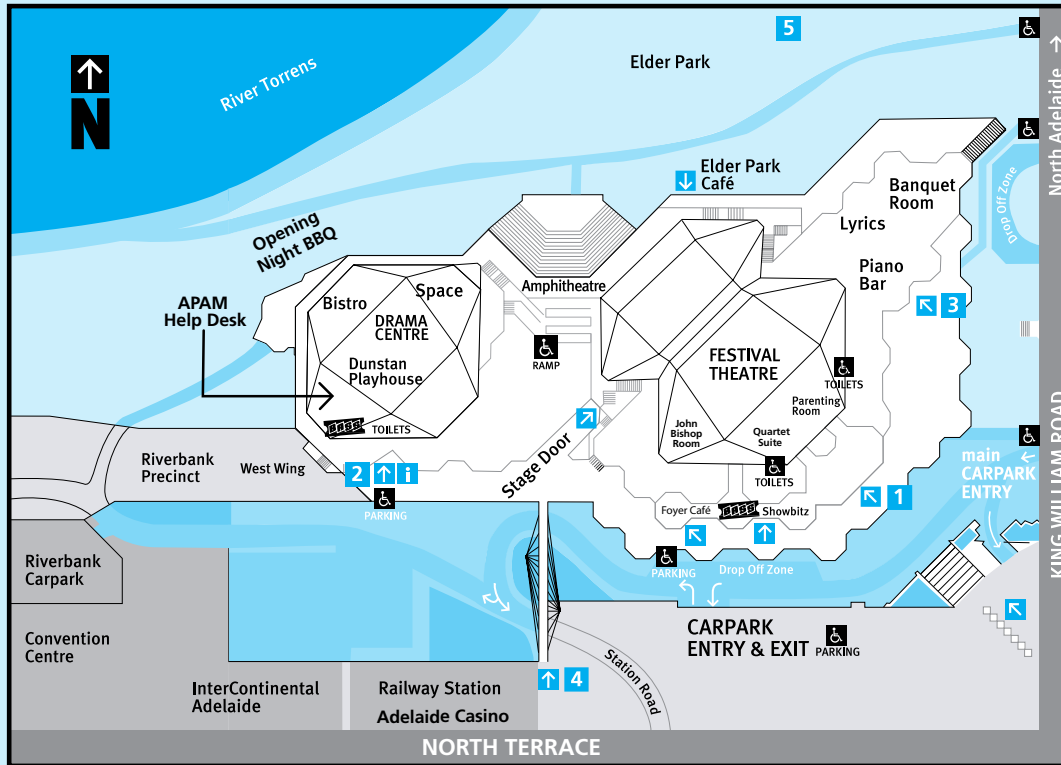 5
Elder Park
River Torrens
N
North Adelaide
Elder Park
Café
Banquet
Room
Drop Off Zone
Lyrics
Opening
Night BBQ
Piano
Bar
Amphitheatre
Space
Bistro
APAM
Help Desk
DRAMA
CENTRE
3
Dunstan
Playhouse
RAMP
FESTIVAL
THEATRE
TOILETS
Parenting
Room
KING WILLIAM ROAD
BASS
TOILETS
John
Bishop
Room
Quartet
Suite
Stage Door
Riverbank
Precinct
West Wing
2
i
TOILETS
main
CARPARK
ENTRY
1
PARKING
Foyer Café
BASS
Showbitz
Riverbank
Carpark
PARKING
Drop Off Zone
Convention
Centre
CARPARK
ENTRY & EXIT
PARKING
Station Road
InterContinental
Adelaide
Railway Station
Adelaide Casino
4
NORTH TERRACE